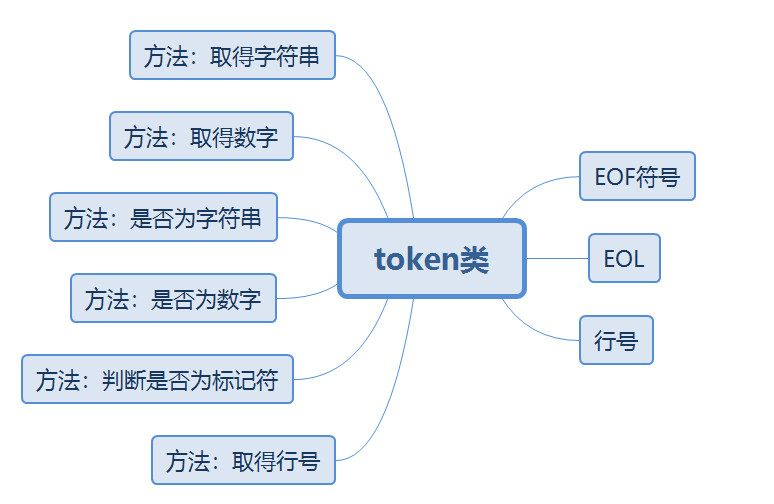 方法：取得字符串
方法：取得数字
方法：是否为字符串
方法：是否为数字
方法：判断是否为标记符
方法：取得行号
token类
EOF符号
EOL
行号